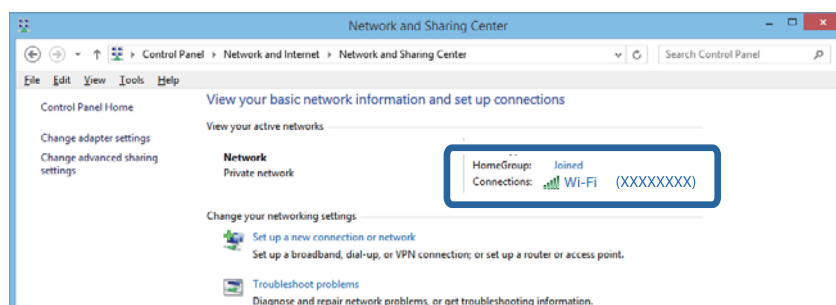 Network and Sharing Center
Control Panel Network and Internet Network and Sharing Center Search Control Panel
File Edit View Tools Help
Control Panel Home
Change adapter settings
Change advanced sharing
settings
View your basic network information and set up connections
View your active networks
Network
Private network
HomeGroup: Joined
Connections: Wi-Fi (XXXXXXXX)
Change your networking settings
Set up a new connection or network
Set up a broadband, dial-up, or VPN connection; or set up a router or access point.
Troubleshoot problems
Diagnose and repair network problems, or get troubleshooting information.